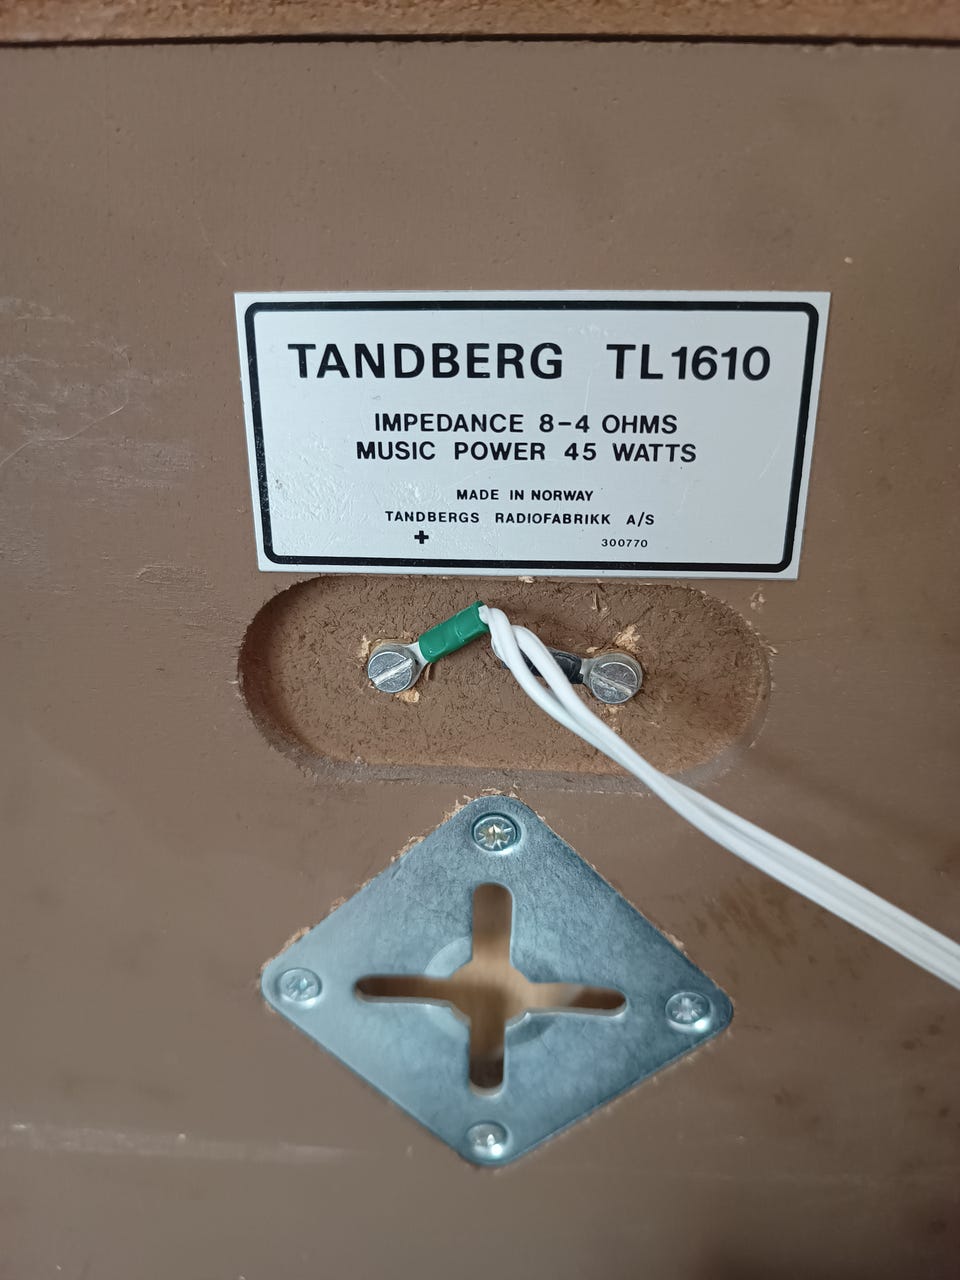 TANDBERG TL1610
IMPEDANCE 8-4 OHMS
MUSIC POWER 45 WATTS
MADE IN NORWAY
TANDBERGS RADIOFABRIKK A/S
+ 300770